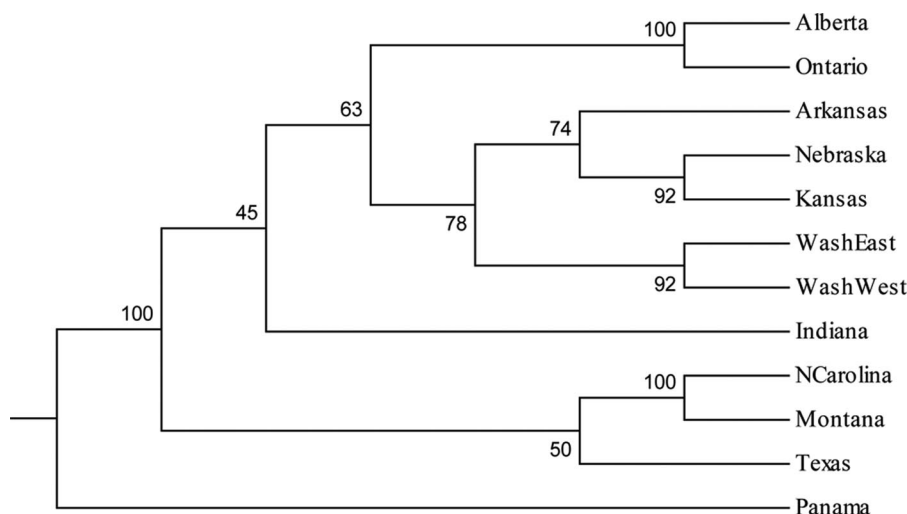 100 Alberta
Ontario
63
74 Arkansas
Nebraska
92 Kansas
45
78
WashEast
92 WashWest
100
Indiana
100 NCarolina
Montana
50 Texas
Panama